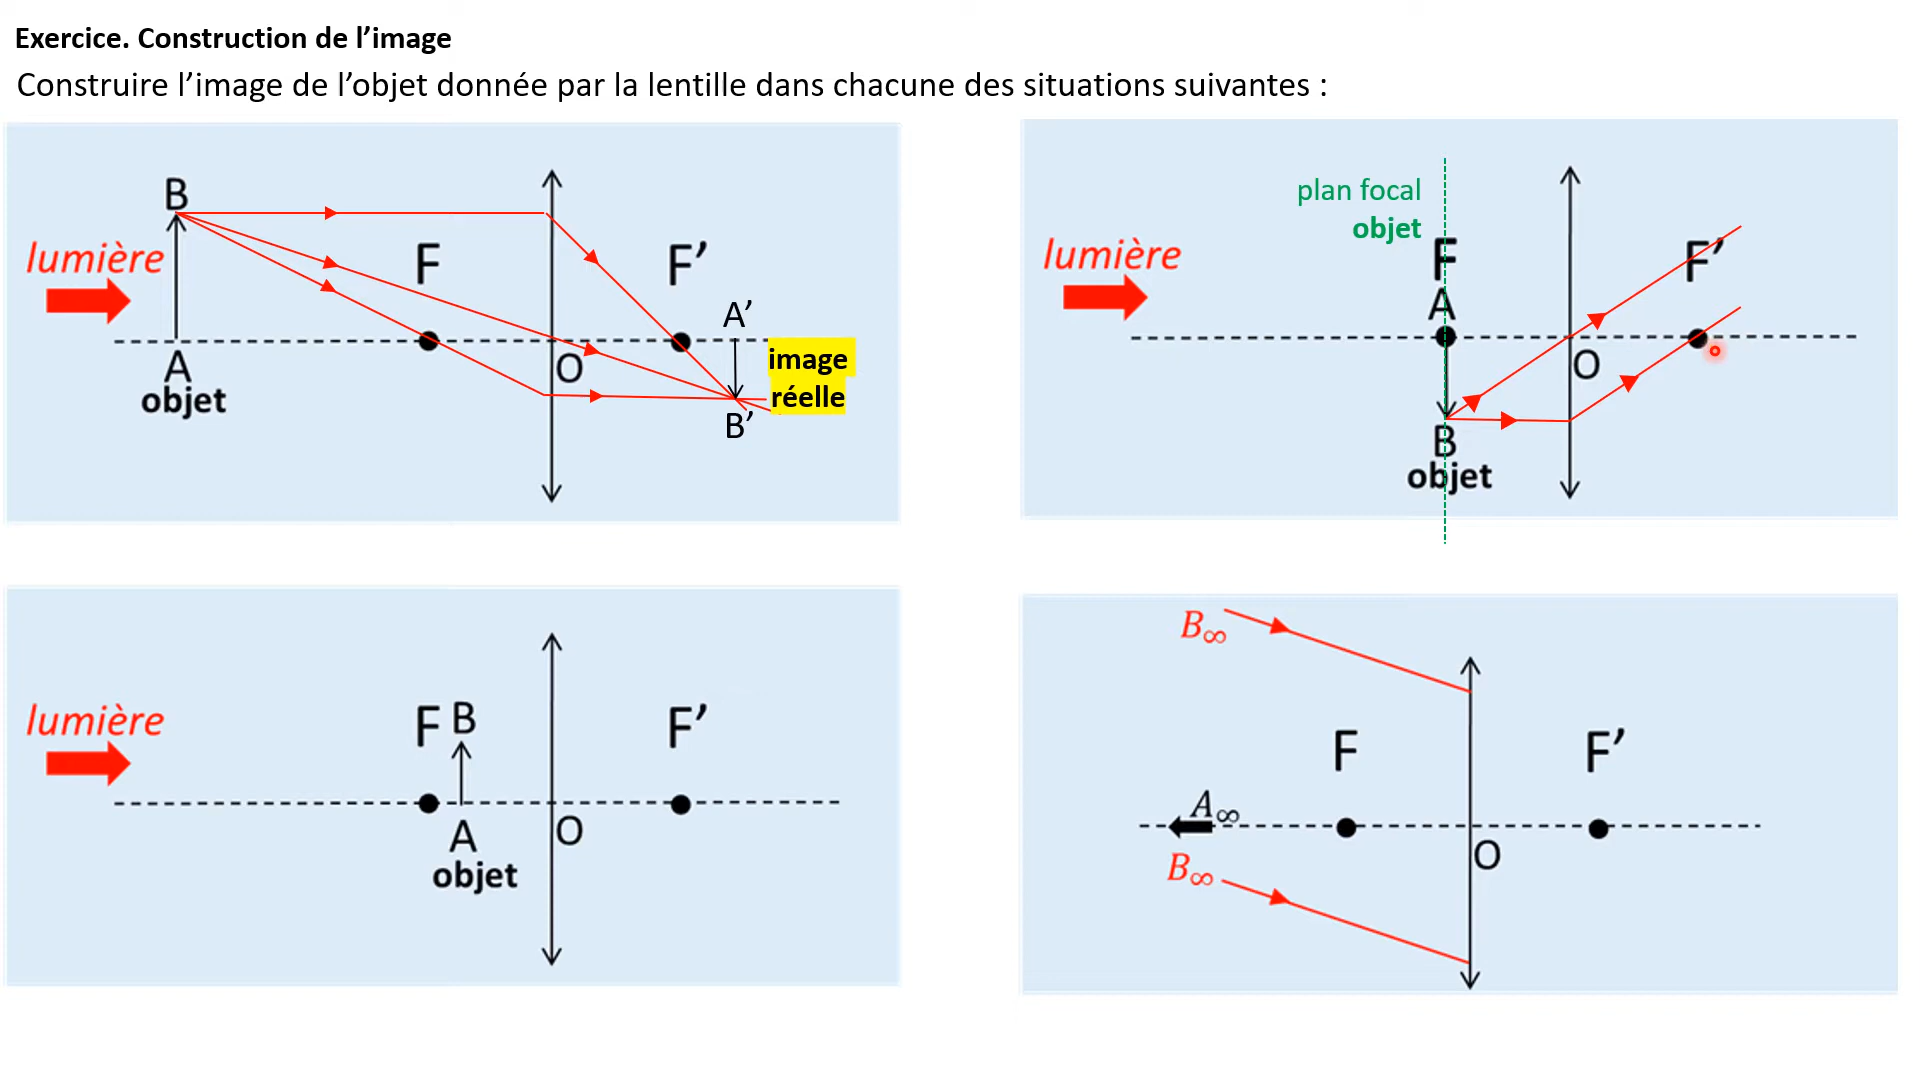 Exercice. Construction de l’image
Construire l’image de l’objet donnée par la lentille dans chacune des situations suivantes :
B
lumière
F
F’
A’
A
objet
O
image
réelle
B’
plan focal
objet
lumière
F
A
F’
O
B
objet
lumière
F B
F’
A
objet
O
B∞
F
F’
A∞
O
B∞